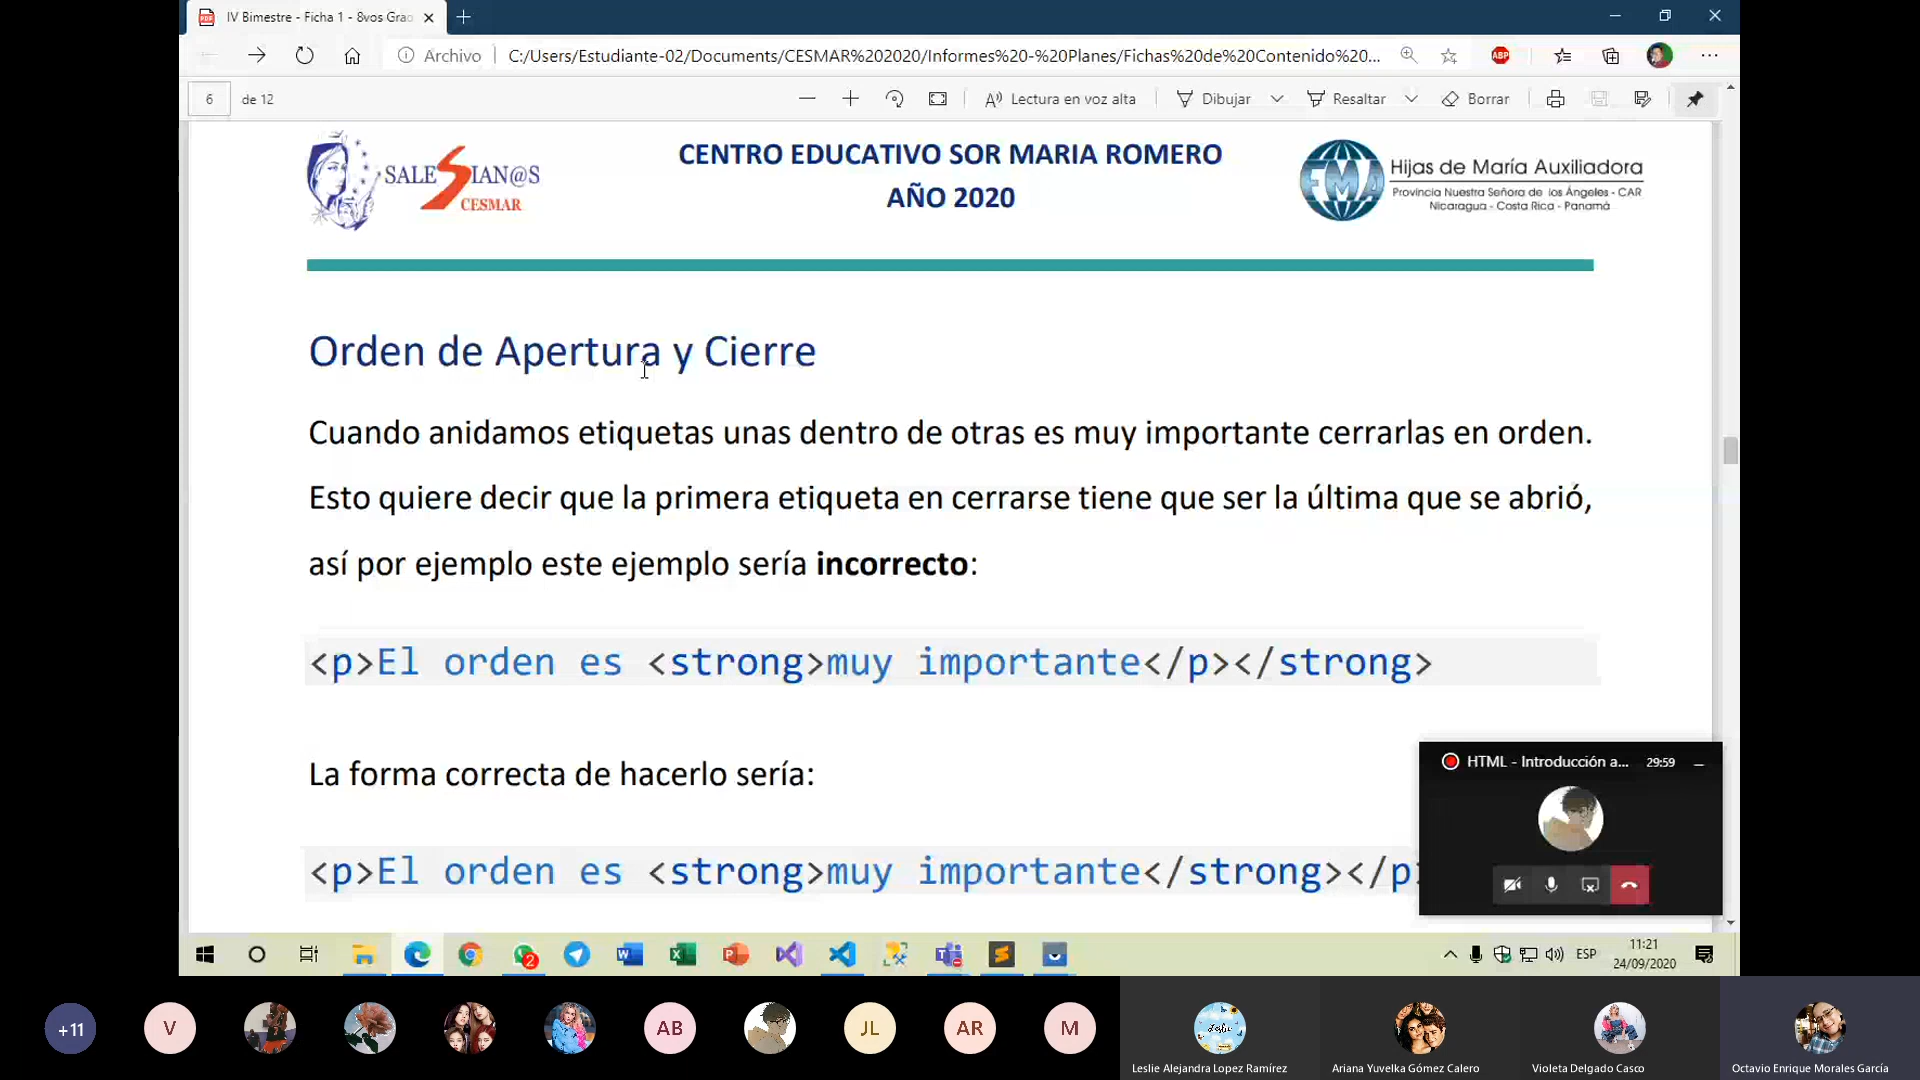 IV Bimestre - Ficha 1 - 8vos Grao
Archivo
C:/Users/Estudiante-02/Documents/CESMAR%202020/Informes%20-%20Planes/Fichas%20de%20Contenido%20...
ABP
6 de 12
Lectura en voz alta
Dibujar
Resaltar
Borrar
SALESIAN@S
CESMAR
CENTRO EDUCATIVO SOR MARIA ROMERO
AÑO 2020
FMA
Hijas de María Auxiliadora
Provincia Nuestra Señora de los Ángeles - CAR
Nicaragua - Costa Rica - Panamá
Orden de Apertura y Cierre
Cuando anidamos etiquetas unas dentro de otras es muy importante cerrarlas en orden.
Esto quiere decir que la primera etiqueta en cerrarse tiene que ser la última que se abrió,
así por ejemplo este ejemplo sería incorrecto:
<p>El orden es <strong>muy importante</p></strong>
La forma correcta de hacerlo sería:
<p>El orden es <strong>muy importante</strong></p>
HTML - Introducción a...
29:59
2
ESP
11:21
24/09/2020
+11
V
AB
JL
AR
M
Leslie Alejandra Lopez Ramírez
Ariana Yuvelka Gómez Calero
Violeta Delgado Casco
Octavio Enrique Morales García